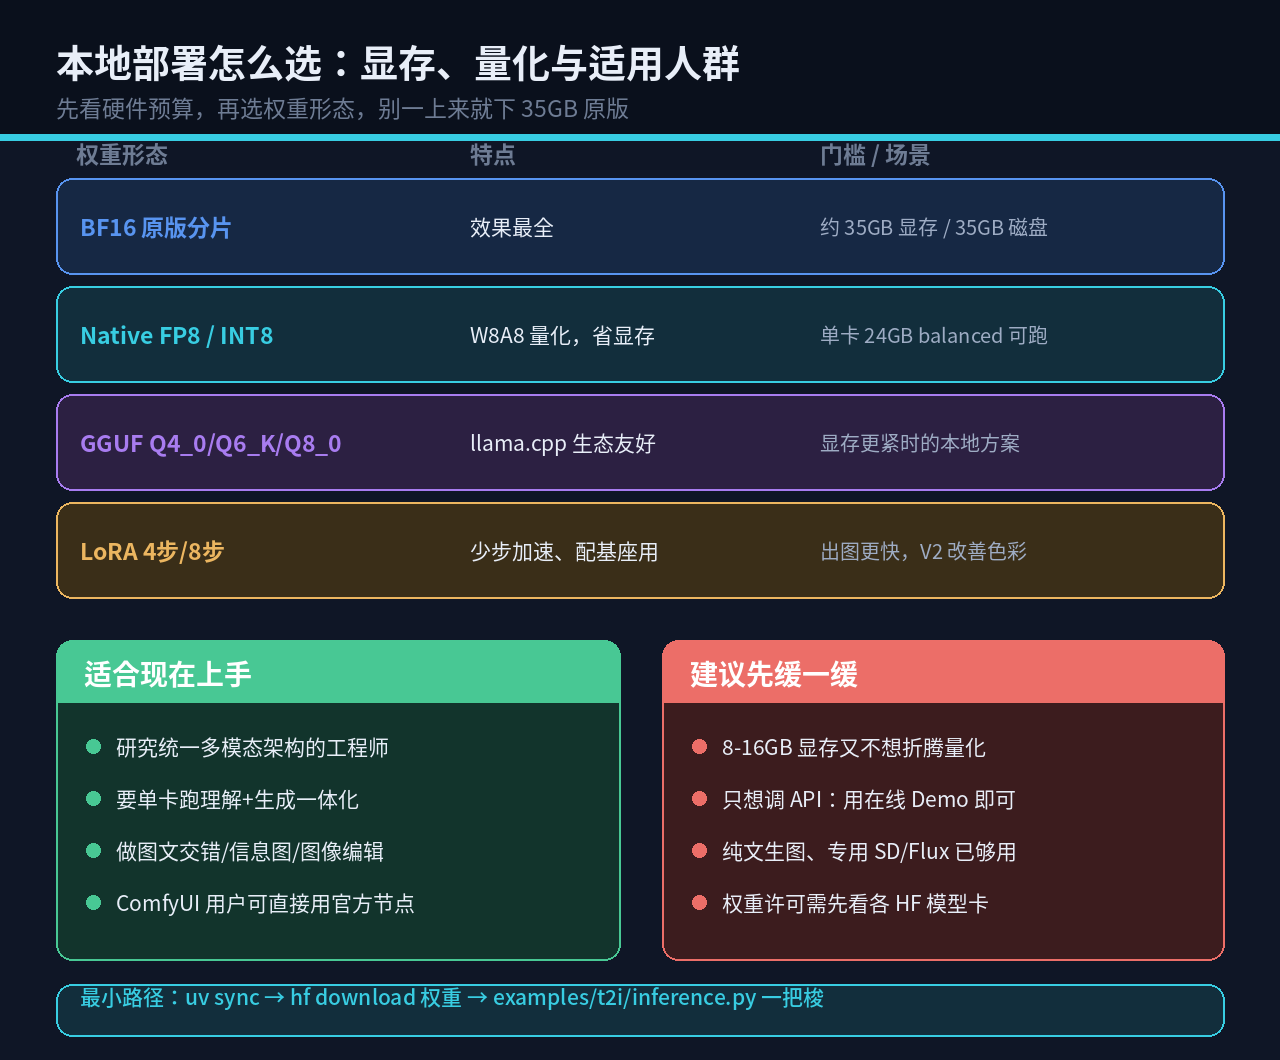 本地部署怎么选：显存、量化与适用人群
先看硬件预算，再选权重形态，别一上来就下 35GB 原版
权重形态 特点 门槛 / 场景
BF16 原版分片 效果最全 约 35GB 显存 / 35GB 磁盘
Native FP8 / INT8 W8A8 量化，省显存 单卡 24GB balanced 可跑
GGUF Q4_0/Q6_K/Q8_0 llama.cpp 生态友好 显存更紧时的本地方案
LoRA 4步/8步 少步加速、配基座用 出图更快，V2 改善色彩
适合现在上手
研究统一多模态架构的工程师
要单卡跑理解+生成一体化
做图文交错/信息图/图像编辑
ComfyUI 用户可直接用官方节点
建议先缓一缓
8-16GB 显存又不想折腾量化
只想调 API：用在线 Demo 即可
纯文生图、专用 SD/Flux 已够用
权重许可需先看各 HF 模型卡
最小路径：uv sync → hf download 权重 → examples/t2i/inference.py 一把梭